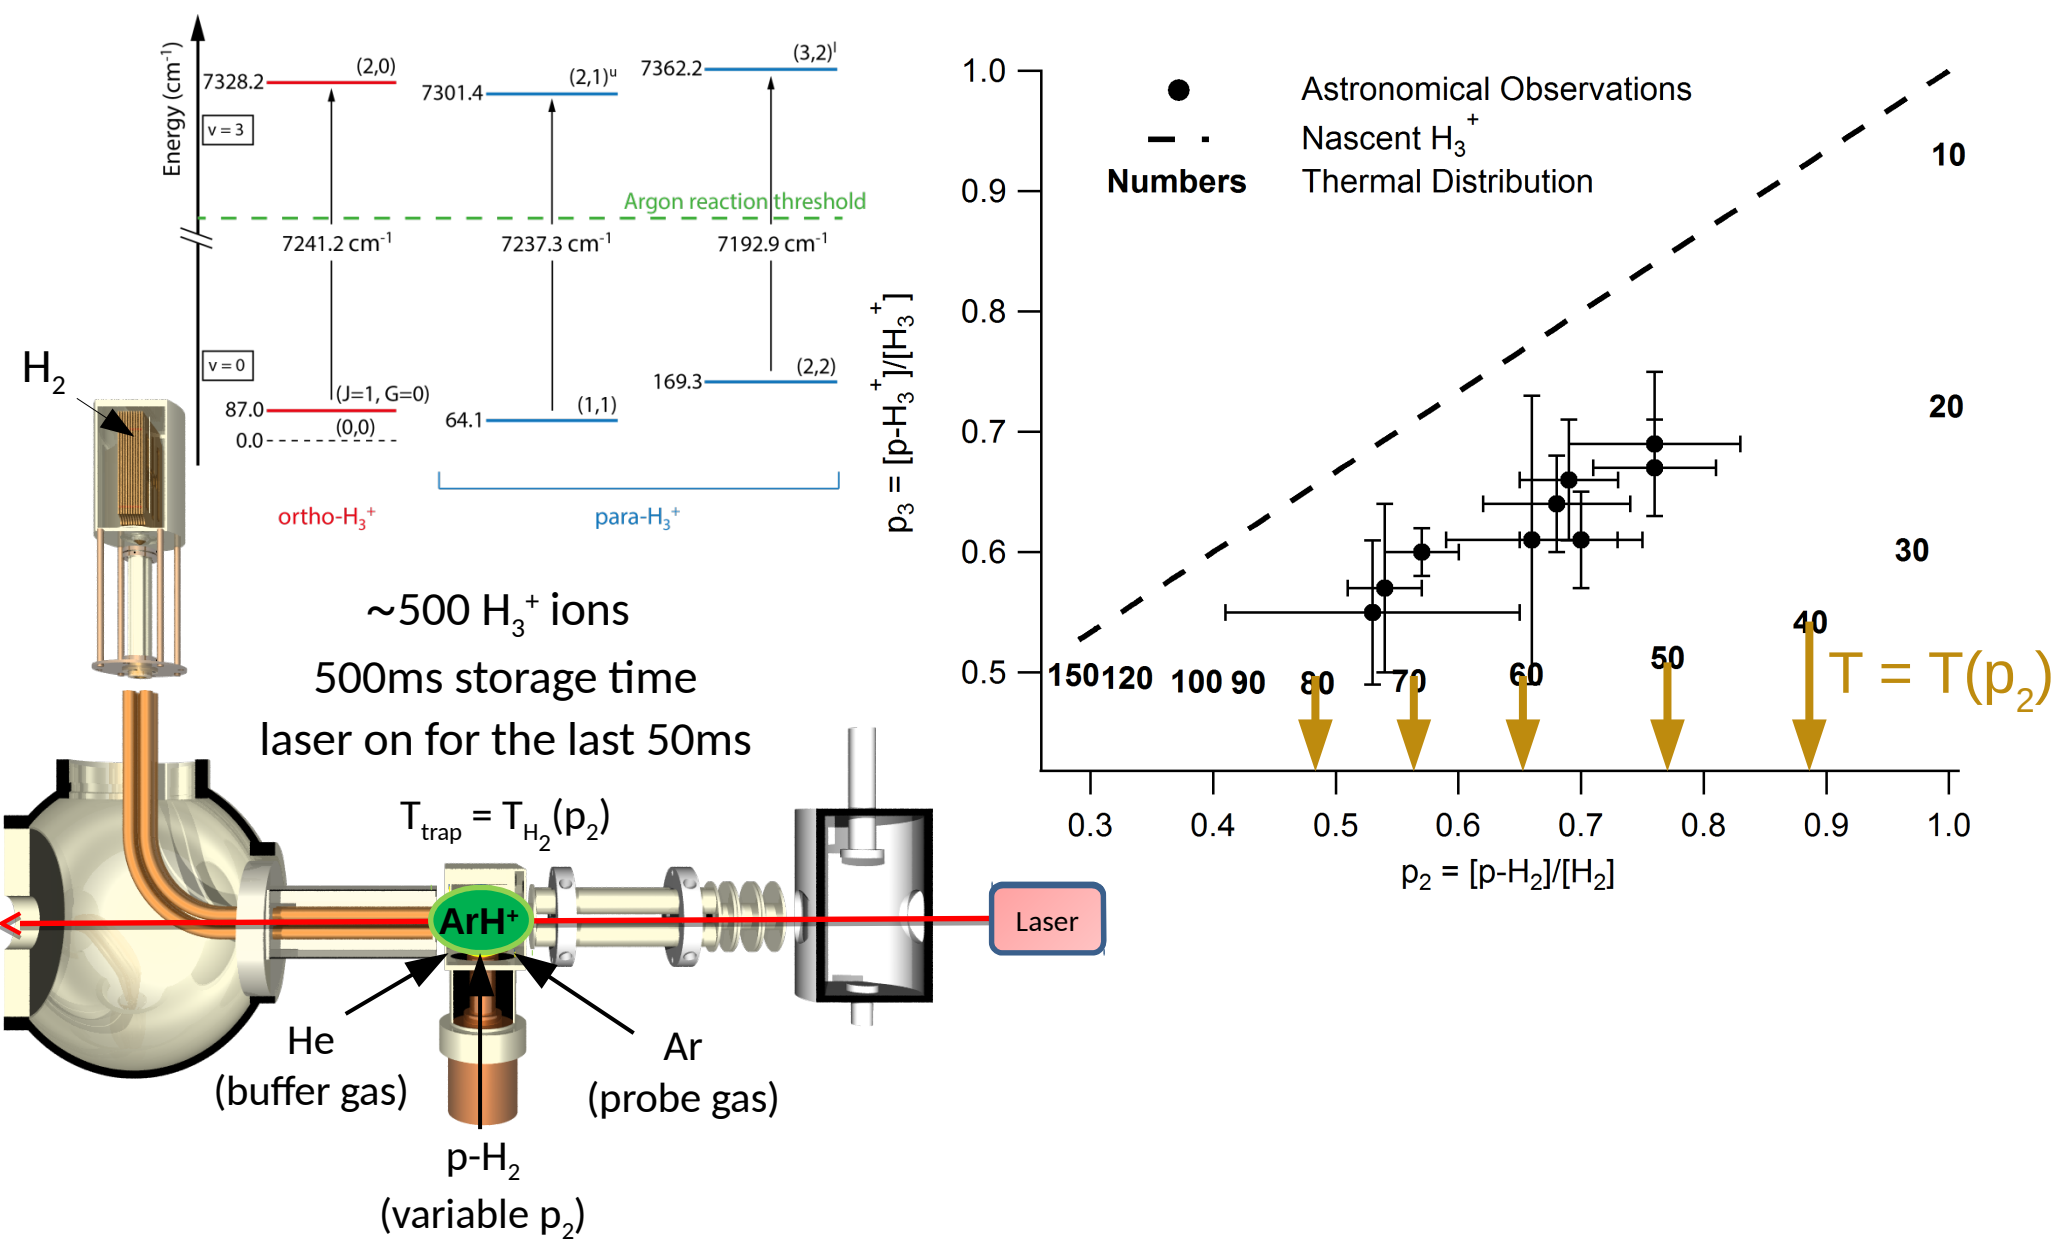 Energy (cm-1)
7328.2
(2,0)
7301.4
(2,1)u
7362.2
(3,2)l
v = 3
Argon reaction threshold
7241.2 cm-1
7237.3 cm-1
7192.9 cm-1
v = 0
87.0
(J=1, G=0)
0.0
(0,0)
64.1
(1,1)
169.3
(2,2)
ortho-H3+
para-H3+
H2
~500 H3+ ions
500ms storage time
laser on for the last 50ms
Ttrap = TH2(p2)
ArH+
Laser
He
(buffer gas)
Ar
(probe gas)
p-H2
(variable p2)
p3 = [p-H3+]/[H3+]
1.0
0.9
0.8
0.7
0.6
0.5
Astronomical Observations
Nascent H3+
Numbers Thermal Distribution
10
20
30
40
50
60
70
80
90
100
120
150
T = T(p2)
0.3 0.4 0.5 0.6 0.7 0.8 0.9 1.0
p2 = [p-H2]/[H2]